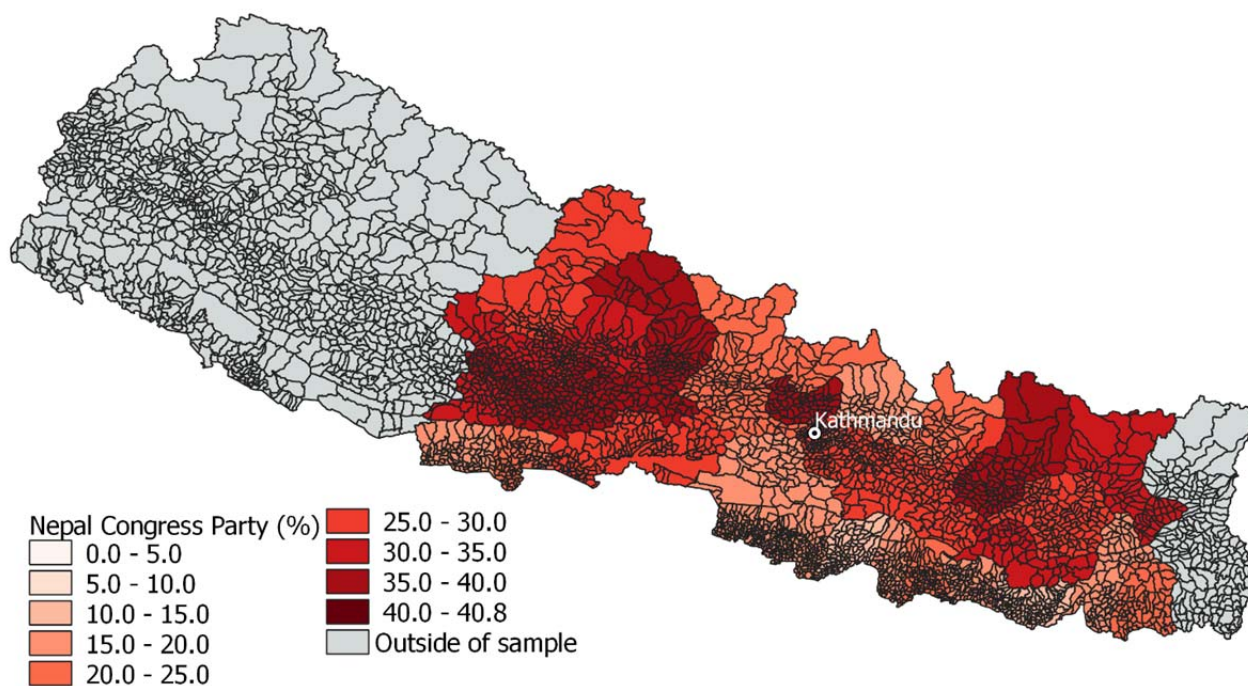 Kathmandu
Nepal Congress Party (%)
0.0 - 5.0
5.0 - 10.0
10.0 - 15.0
15.0 - 20.0
20.0 - 25.0
25.0 - 30.0
30.0 - 35.0
35.0 - 40.0
40.0 - 40.8
Outside of sample